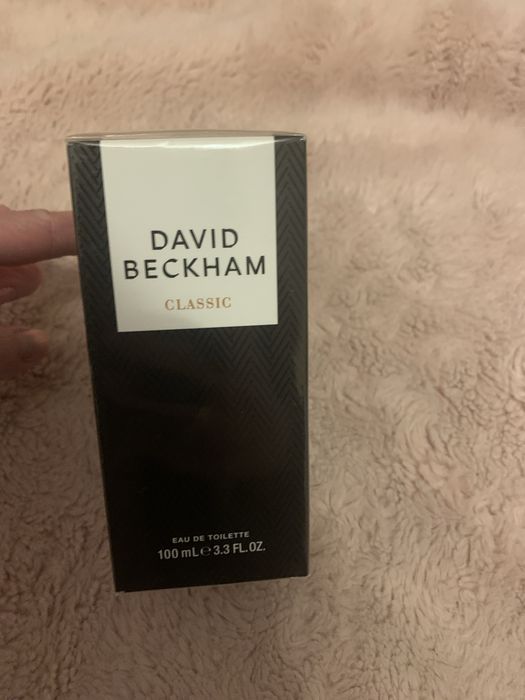 DAVID
BECKHAM
CLASSIC
EAU DE TOILETTE
100 mL ℮ 3.3 FL.OZ.